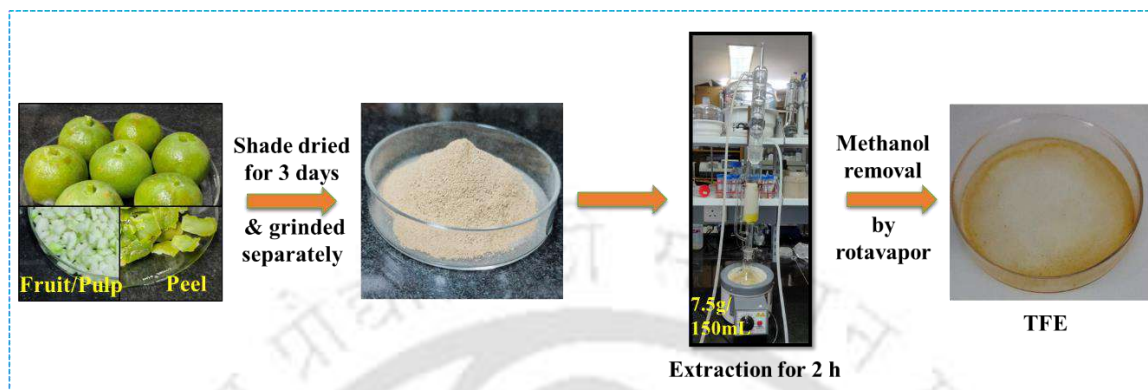 Fruit/Pulp
Peel
Shade dried
for 3 days
& grinded
separately
7.5g/
150mL
Extraction for 2 h
Methanol
removal
by
rotavapor
TFE